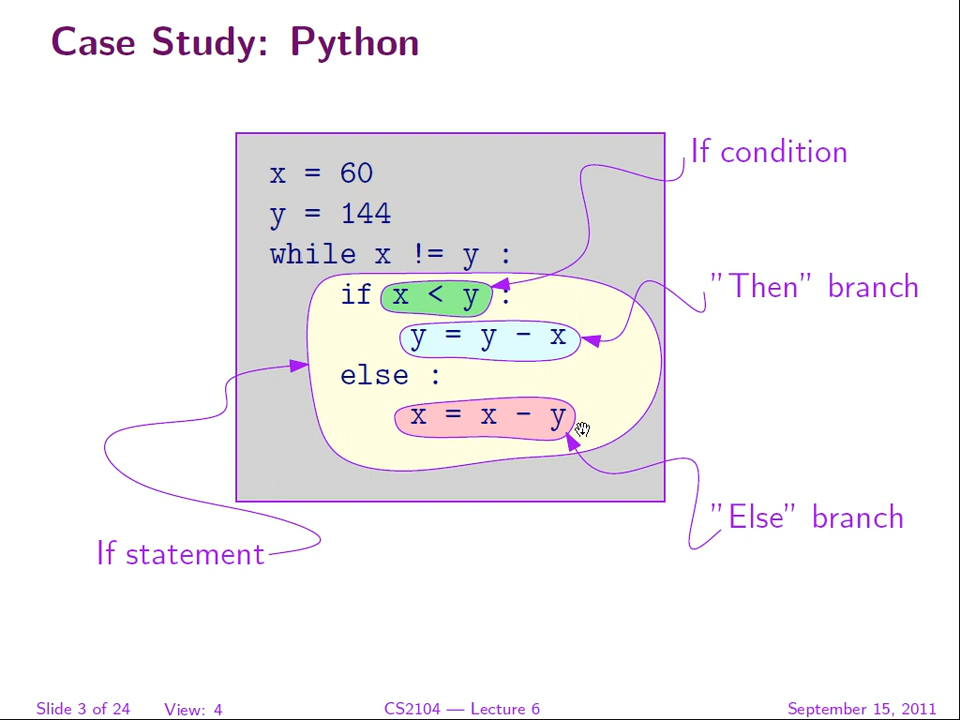 Case Study: Python
If condition
x = 60
y = 144
while x != y :
if x < y :
"Then" branch
y = y - x
else :
x = x - y
"Else" branch
If statement
Slide 3 of 24 View: 4 CS2104 — Lecture 6 September 15, 2011